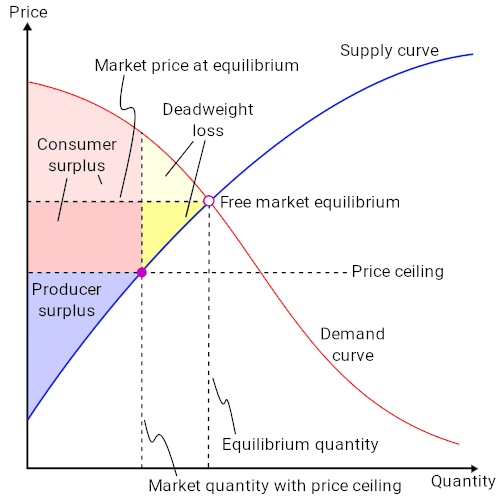 Price
Supply curve
Market price at equilibrium
Deadweight
loss
Consumer
surplus
Free market equilibrium
Price ceiling
Producer
surplus
Demand
curve
Equilibrium quantity
Quantity
Market quantity with price ceiling